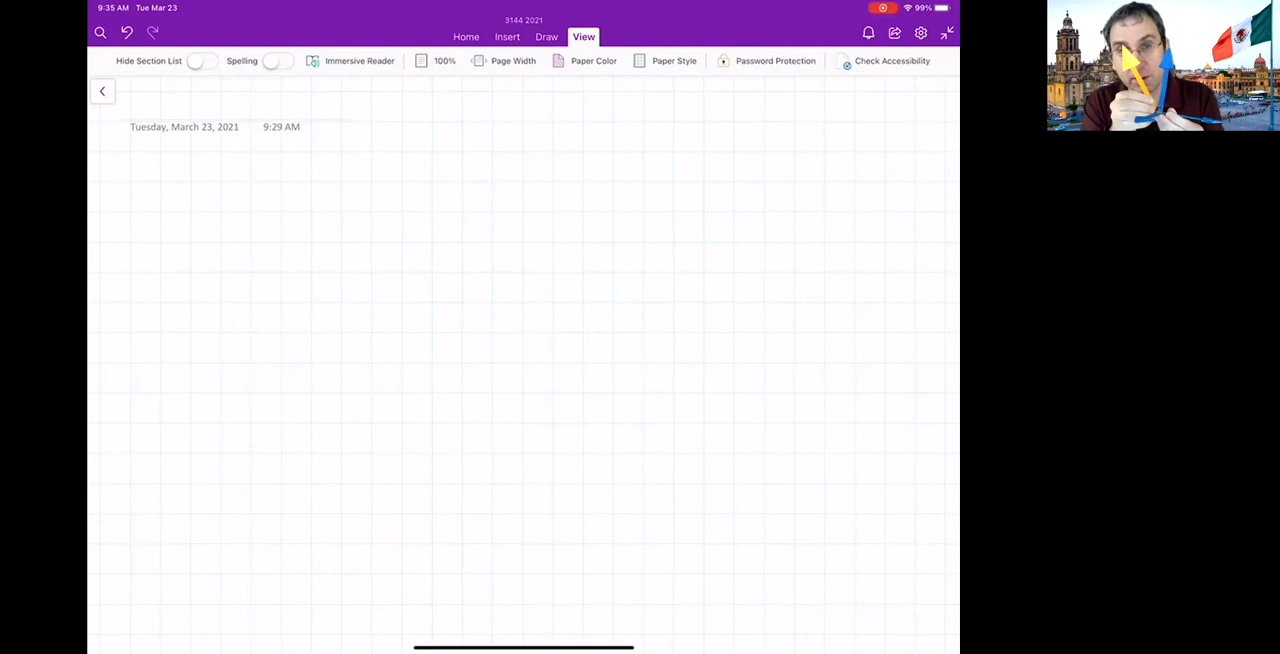 9:35 AM Tue Mar 23
99%
3144 2021
Home Insert Draw View
Hide Section List Spelling Immersive Reader 100% Page Width Paper Color Paper Style Password Protection Check Accessibility
Tuesday, March 23, 2021 9:29 AM